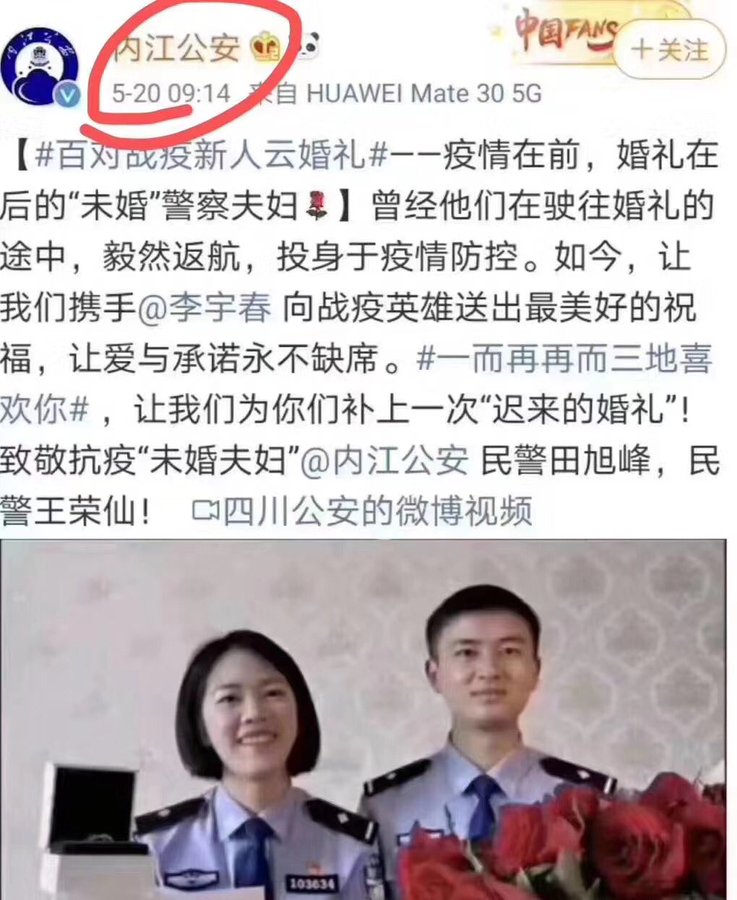 中国FANS
内江公安
+关注
5-20 09:14 来自 HUAWEI Mate 30 5G
【#百对战疫新人云婚礼#——疫情在前，婚礼在
后的“未婚”警察夫妇🌹】曾经他们在驶往婚礼的
途中，毅然返航，投身于疫情防控。如今，让
我们携手@李宇春 向战疫英雄送出最美好的祝
福，让爱与承诺永不缺席。#一而再再而三地喜
欢你#，让我们为你们补上一次“迟来的婚礼”！
致敬抗疫“未婚夫妇”@内江公安 民警田旭峰，民
警王荣仙！ 四川公安的微博视频
103634